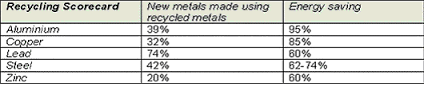 Recycling Scorecard New metals made using Energy saving
recycled metals
Aluminium 39% 95%
Copper 32% 85%
Lead 74% 60%
Steel 42% 62-74%
Zinc 20% 60%